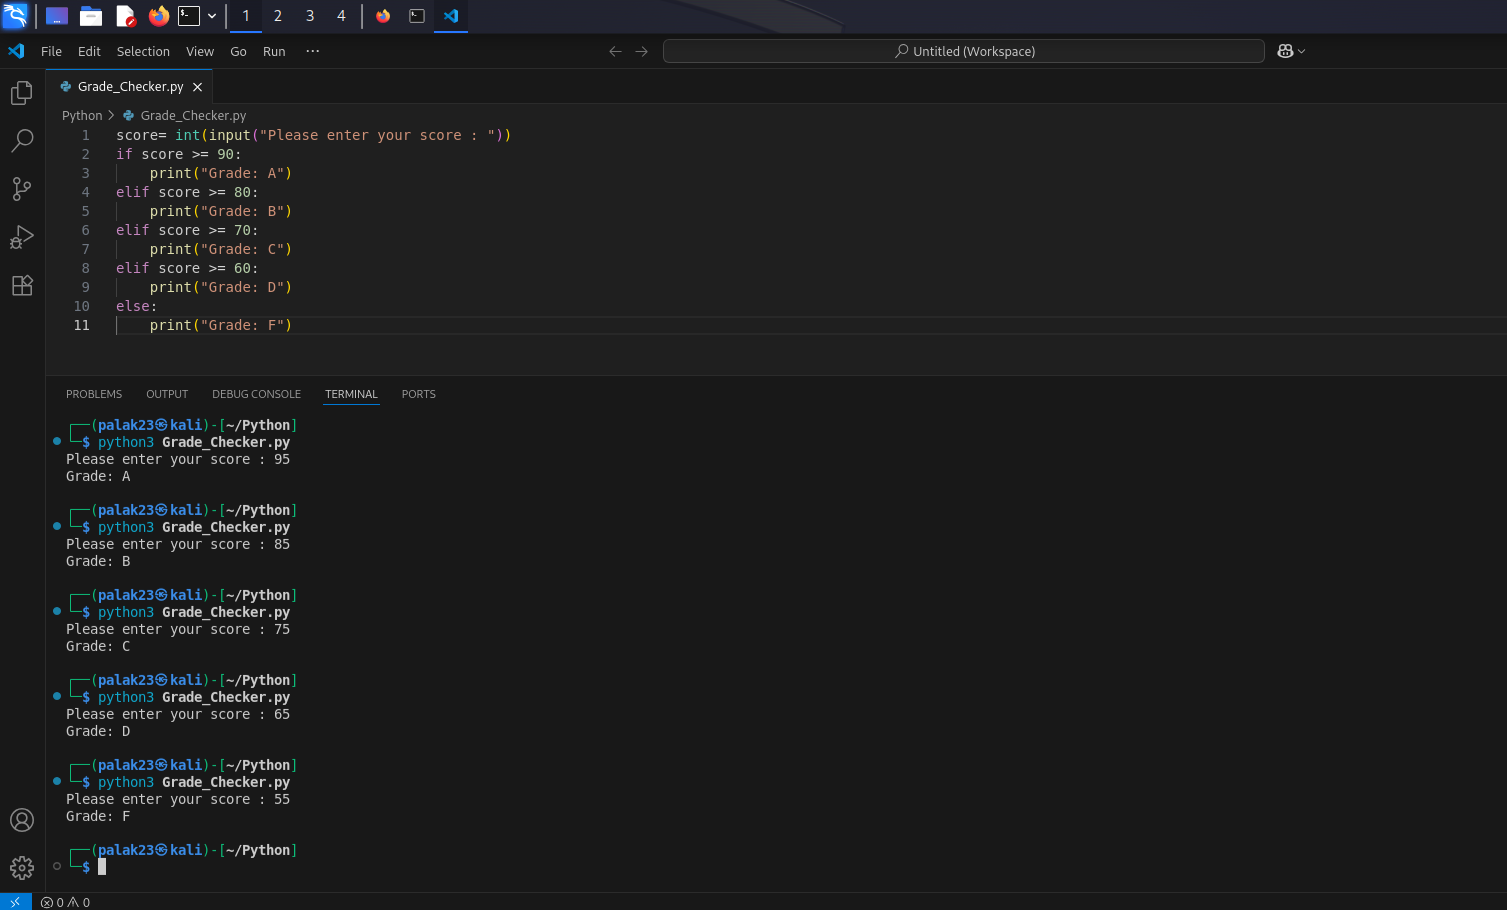 1 2 3 4
File Edit Selection View Go Run ··· Untitled (Workspace)
Grade_Checker.py
Python > Grade_Checker.py
1 score= int(input("Please enter your score : "))
2 if score >= 90:
3     print("Grade: A")
4 elif score >= 80:
5     print("Grade: B")
6 elif score >= 70:
7     print("Grade: C")
8 elif score >= 60:
9     print("Grade: D")
10 else:
11     print("Grade: F")
PROBLEMS OUTPUT DEBUG CONSOLE TERMINAL PORTS
┌──(palak23㉿kali)-[~/Python]
└─$ python3 Grade_Checker.py
Please enter your score : 95
Grade: A
┌──(palak23㉿kali)-[~/Python]
└─$ python3 Grade_Checker.py
Please enter your score : 85
Grade: B
┌──(palak23㉿kali)-[~/Python]
└─$ python3 Grade_Checker.py
Please enter your score : 75
Grade: C
┌──(palak23㉿kali)-[~/Python]
└─$ python3 Grade_Checker.py
Please enter your score : 65
Grade: D
┌──(palak23㉿kali)-[~/Python]
└─$ python3 Grade_Checker.py
Please enter your score : 55
Grade: F
┌──(palak23㉿kali)-[~/Python]
└─$
0 0